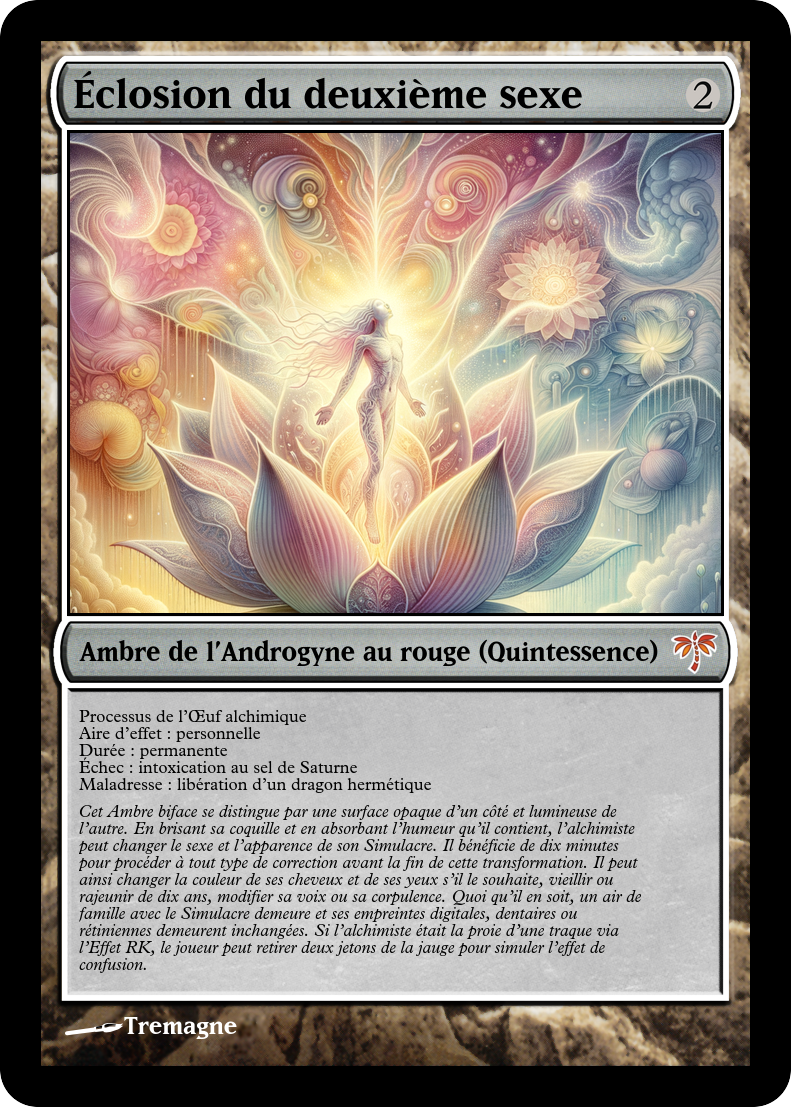 Éclosion du deuxième sexe 2
Ambre de l'Androgyne au rouge (Quintessence)
Processus de l'Œuf alchimique
Aire d'effet : personnelle
Durée : permanente
Échec : intoxication au sel de Saturne
Maladresse : libération d'un dragon hermétique
Cet Ambre biface se distingue par une surface opaque d'un côté et lumineuse de
l'autre. En brisant sa coquille et en absorbant l'humeur qu'il contient, l'alchimiste
peut changer le sexe et l'apparence de son Simulacre. Il bénéficie de dix minutes
pour procéder à tout type de correction avant la fin de cette transformation. Il peut
ainsi changer la couleur de ses cheveux et de ses yeux s'il le souhaite, vieillir ou
rajeunir de dix ans, modifier sa voix ou sa corpulence. Quoi qu'il en soit, un air de
famille avec le Simulacre demeure et ses empreintes digitales, dentaires ou
rétiniennes demeurent inchangées. Si l'alchimiste était la proie d'une traque via
l'Effet RK, le joueur peut retirer deux jetons de la jauge pour simuler l'effet de
confusion.
Tremagne